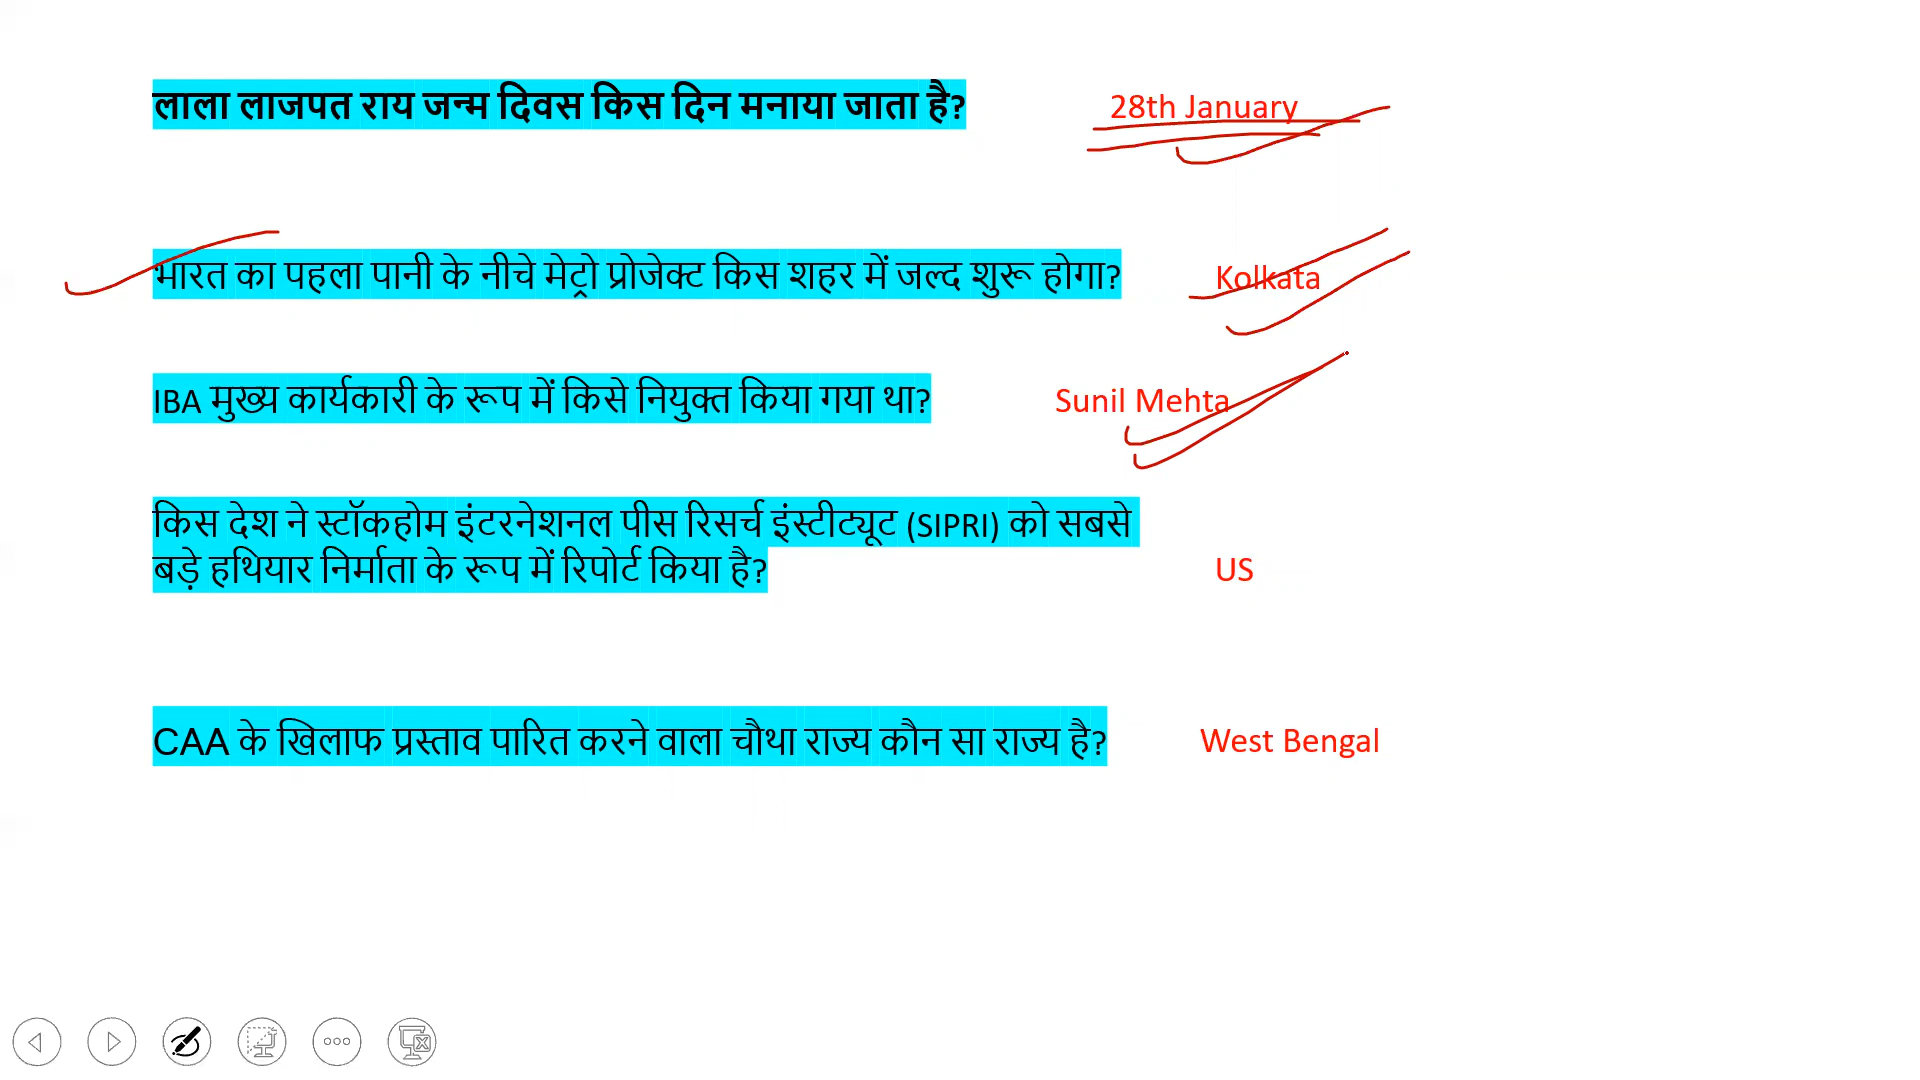 लाला लाजपत राय जन्म दिवस किस दिन मनाया जाता है? 28th January
भारत का पहला पानी के नीचे मेट्रो प्रोजेक्ट किस शहर में जल्द शुरू होगा? Kolkata
IBA मुख्य कार्यकारी के रूप में किसे नियुक्त किया गया था? Sunil Mehta
किस देश ने स्टॉकहोम इंटरनेशनल पीस रिसर्च इंस्टीट्यूट (SIPRI) को सबसे
बड़े हथियार निर्माता के रूप में रिपोर्ट किया है? US
CAA के खिलाफ प्रस्ताव पारित करने वाला चौथा राज्य कौन सा राज्य है? West Bengal